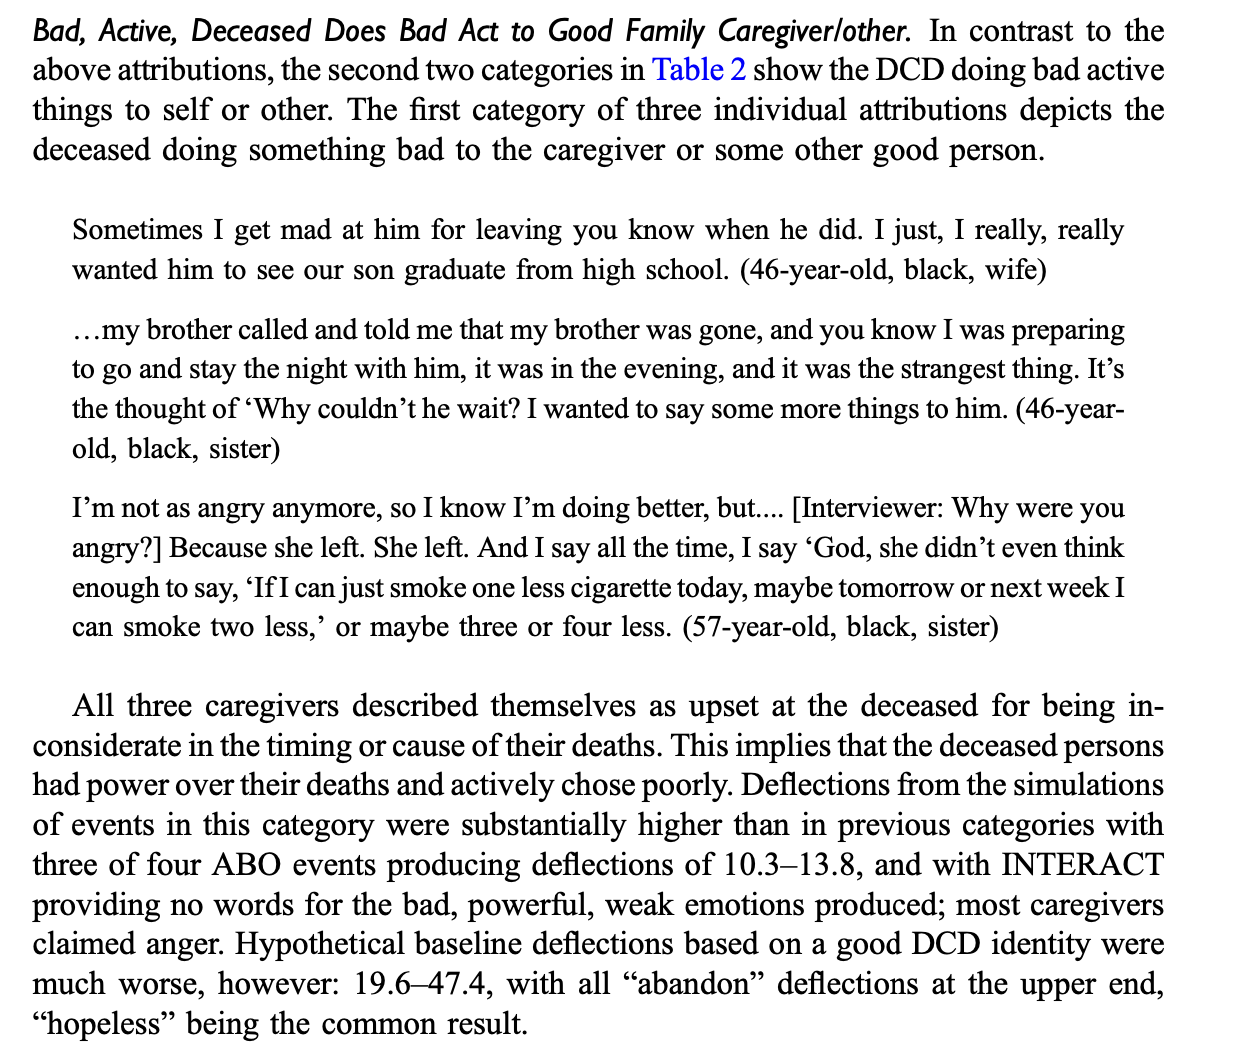 Bad, Active, Deceased Does Bad Act to Good Family Caregiver/other. In contrast to the
above attributions, the second two categories in Table 2 show the DCD doing bad active
things to self or other. The first category of three individual attributions depicts the
deceased doing something bad to the caregiver or some other good person.
Sometimes I get mad at him for leaving you know when he did. I just, I really, really
wanted him to see our son graduate from high school. (46-year-old, black, wife)
…my brother called and told me that my brother was gone, and you know I was preparing
to go and stay the night with him, it was in the evening, and it was the strangest thing. It’s
the thought of ‘Why couldn’t he wait? I wanted to say some more things to him. (46-year-
old, black, sister)
I’m not as angry anymore, so I know I’m doing better, but.... [Interviewer: Why were you
angry?] Because she left. She left. And I say all the time, I say ‘God, she didn’t even think
enough to say, ‘If I can just smoke one less cigarette today, maybe tomorrow or next week I
can smoke two less,’ or maybe three or four less. (57-year-old, black, sister)
All three caregivers described themselves as upset at the deceased for being in-
considerate in the timing or cause of their deaths. This implies that the deceased persons
had power over their deaths and actively chose poorly. Deflections from the simulations
of events in this category were substantially higher than in previous categories with
three of four ABO events producing deflections of 10.3–13.8, and with INTERACT
providing no words for the bad, powerful, weak emotions produced; most caregivers
claimed anger. Hypothetical baseline deflections based on a good DCD identity were
much worse, however: 19.6–47.4, with all “abandon” deflections at the upper end,
“hopeless” being the common result.